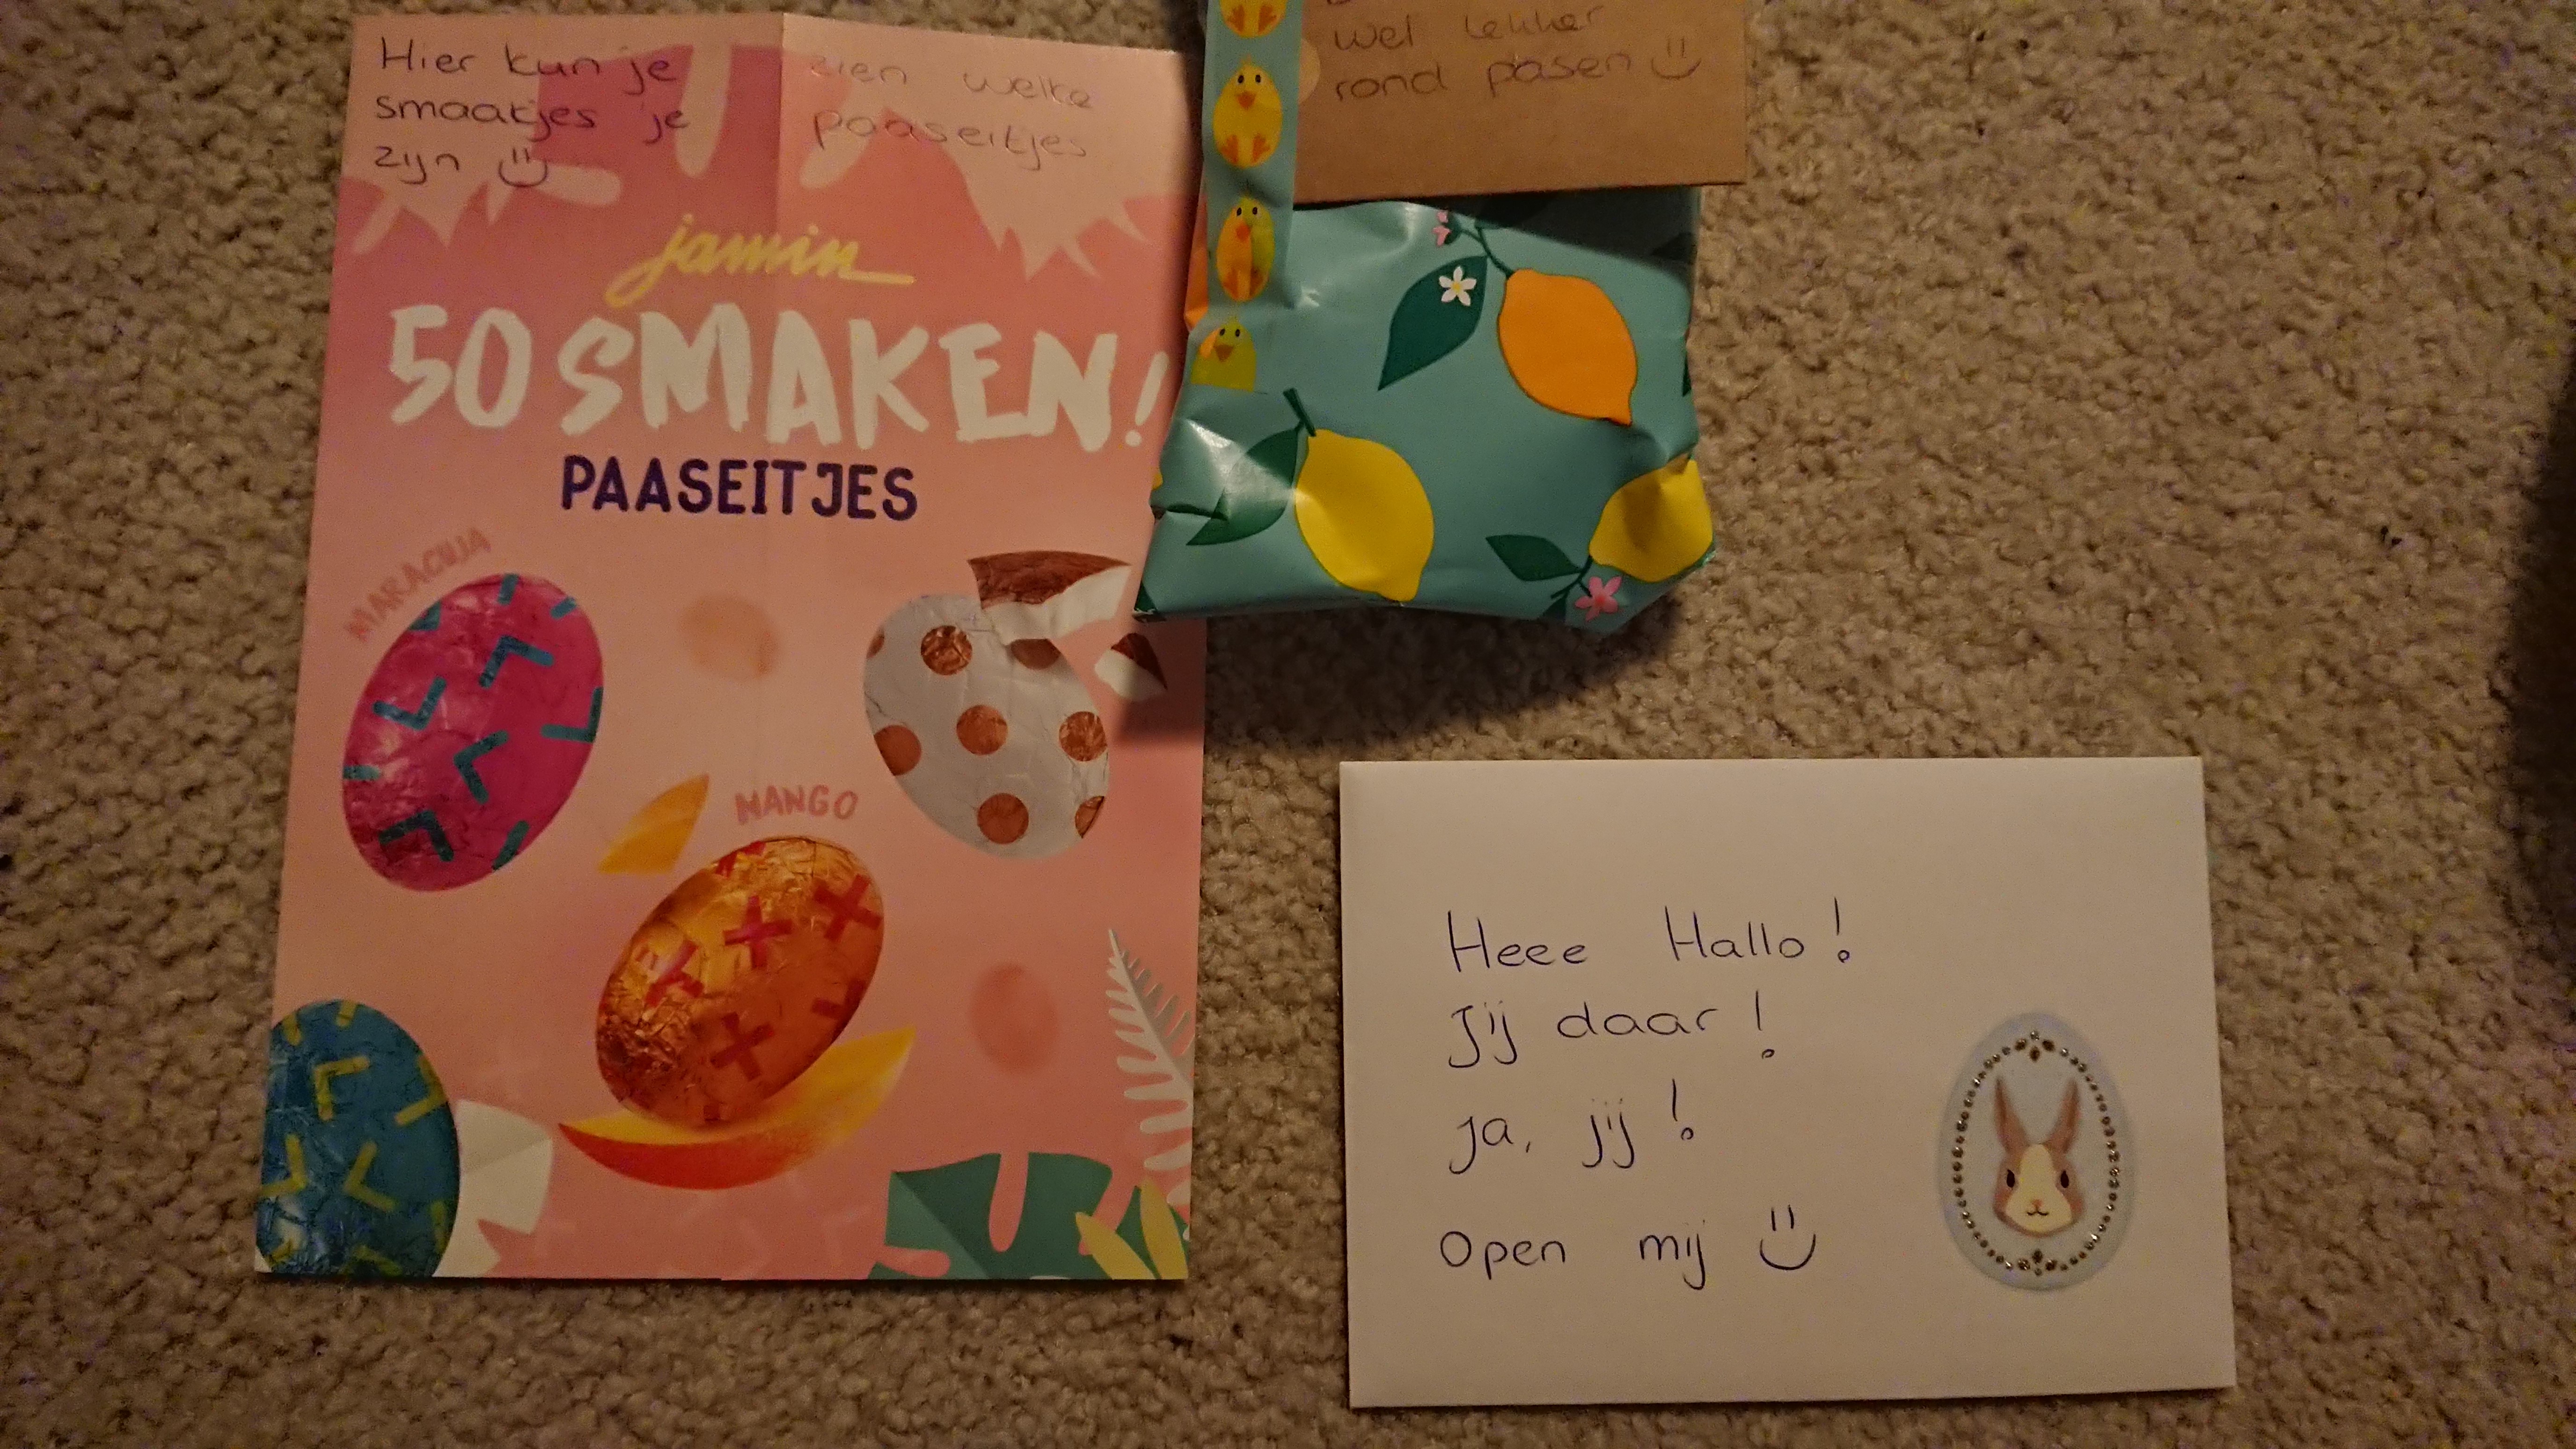 Hier kun je zien welke
smaakjes je paaseitjes
zijn
jamin
50 SMAKEN!
PAASEITJES
MARACUJA
MANGO
wel lekker
rond pasen
Heee Hallo!
Jij daar!
Ja, jij!
Open mij